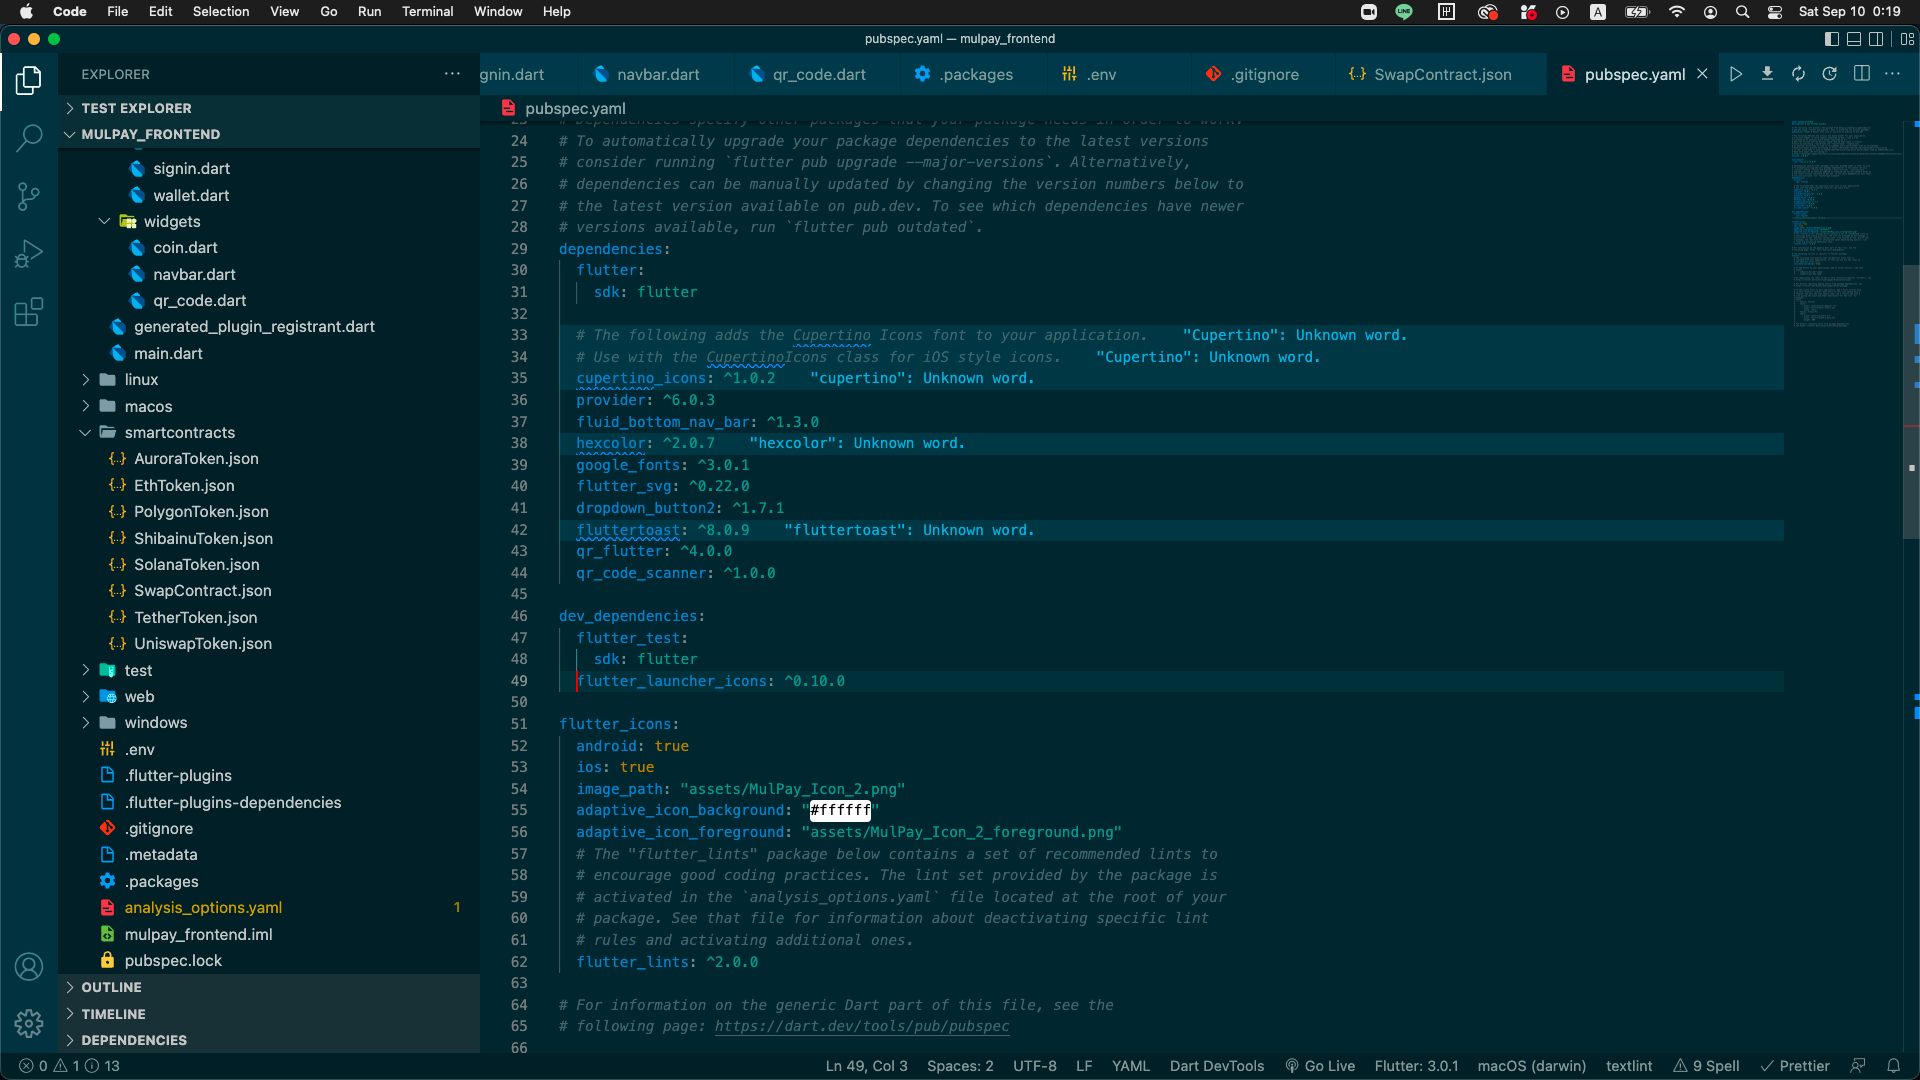 Code File Edit Selection View Go Run Terminal Window Help
LINE
A
Sat Sep 10 0:19
pubspec.yaml — mulpay_frontend
EXPLORER
gnin.dart navbar.dart qr_code.dart .packages .env .gitignore SwapContract.json pubspec.yaml
pubspec.yaml
TEST EXPLORER
MULPAY_FRONTEND
signin.dart
wallet.dart
widgets
coin.dart
navbar.dart
qr_code.dart
generated_plugin_registrant.dart
main.dart
linux
macos
smartcontracts
AuroraToken.json
EthToken.json
PolygonToken.json
ShibainuToken.json
SolanaToken.json
SwapContract.json
TetherToken.json
UniswapToken.json
test
web
windows
.env
.flutter-plugins
.flutter-plugins-dependencies
.gitignore
.metadata
.packages
analysis_options.yaml 1
mulpay_frontend.iml
pubspec.lock
OUTLINE
TIMELINE
DEPENDENCIES
23 # Dependencies specify other packages that your package needs in order to work.
24 # To automatically upgrade your package dependencies to the latest versions
25 # consider running `flutter pub upgrade --major-versions`. Alternatively,
26 # dependencies can be manually updated by changing the version numbers below to
27 # the latest version available on pub.dev. To see which dependencies have newer
28 # versions available, run `flutter pub outdated`.
29 dependencies:
30 flutter:
31 sdk: flutter
32
33 # The following adds the Cupertino Icons font to your application. "Cupertino": Unknown word.
34 # Use with the CupertinoIcons class for iOS style icons. "Cupertino": Unknown word.
35 cupertino_icons: ^1.0.2 "cupertino": Unknown word.
36 provider: ^6.0.3
37 fluid_bottom_nav_bar: ^1.3.0
38 hexcolor: ^2.0.7 "hexcolor": Unknown word.
39 google_fonts: ^3.0.1
40 flutter_svg: ^0.22.0
41 dropdown_button2: ^1.7.1
42 fluttertoast: ^8.0.9 "fluttertoast": Unknown word.
43 qr_flutter: ^4.0.0
44 qr_code_scanner: ^1.0.0
45
46 dev_dependencies:
47 flutter_test:
48 sdk: flutter
49 flutter_launcher_icons: ^0.10.0
50
51 flutter_icons:
52 android: true
53 ios: true
54 image_path: "assets/MulPay_Icon_2.png"
55 adaptive_icon_background: "#ffffff"
56 adaptive_icon_foreground: "assets/MulPay_Icon_2_foreground.png"
57 # The "flutter_lints" package below contains a set of recommended lints to
58 # encourage good coding practices. The lint set provided by the package is
59 # activated in the `analysis_options.yaml` file located at the root of your
60 # package. See that file for information about deactivating specific lint
61 # rules and activating additional ones.
62 flutter_lints: ^2.0.0
63
64 # For information on the generic Dart part of this file, see the
65 # following page: https://dart.dev/tools/pub/pubspec
66
0 1 13 Ln 49, Col 3 Spaces: 2 UTF-8 LF YAML Dart DevTools Go Live Flutter: 3.0.1 macOS (darwin) textlint 9 Spell Prettier